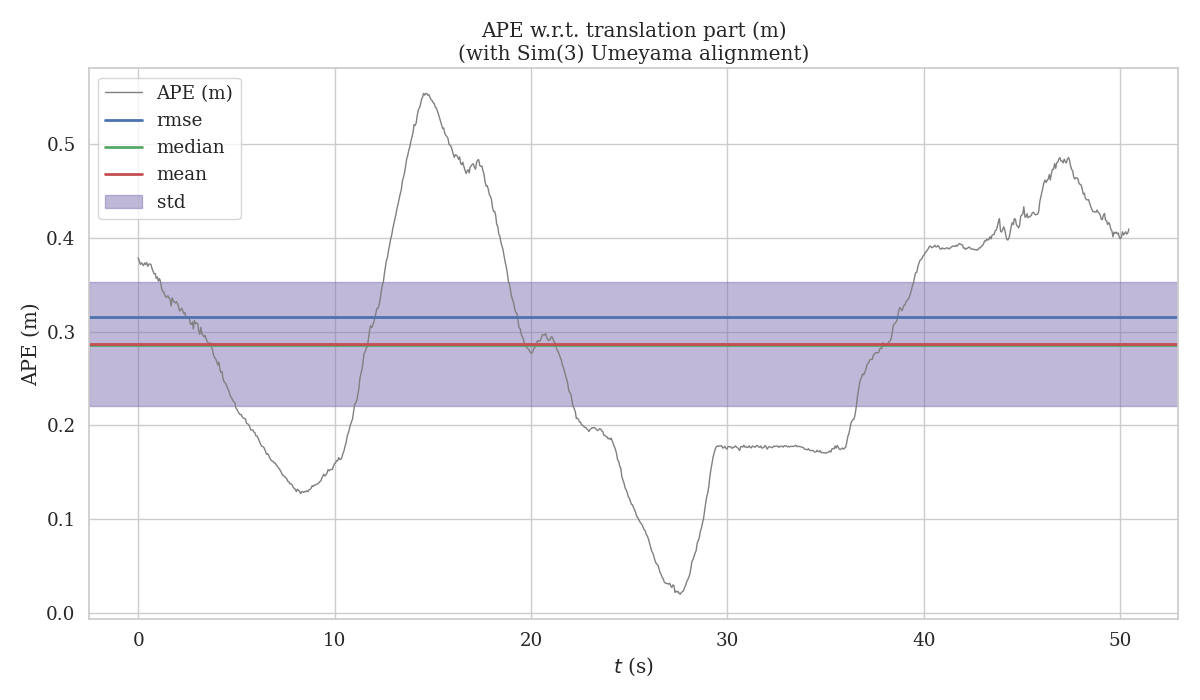 APE w.r.t. translation part (m)
(with Sim(3) Umeyama alignment)
APE (m)
rmse
median
mean
std
APE (m)
0.5
0.4
0.3
0.2
0.1
0.0
0
10
20
30
40
50
t (s)